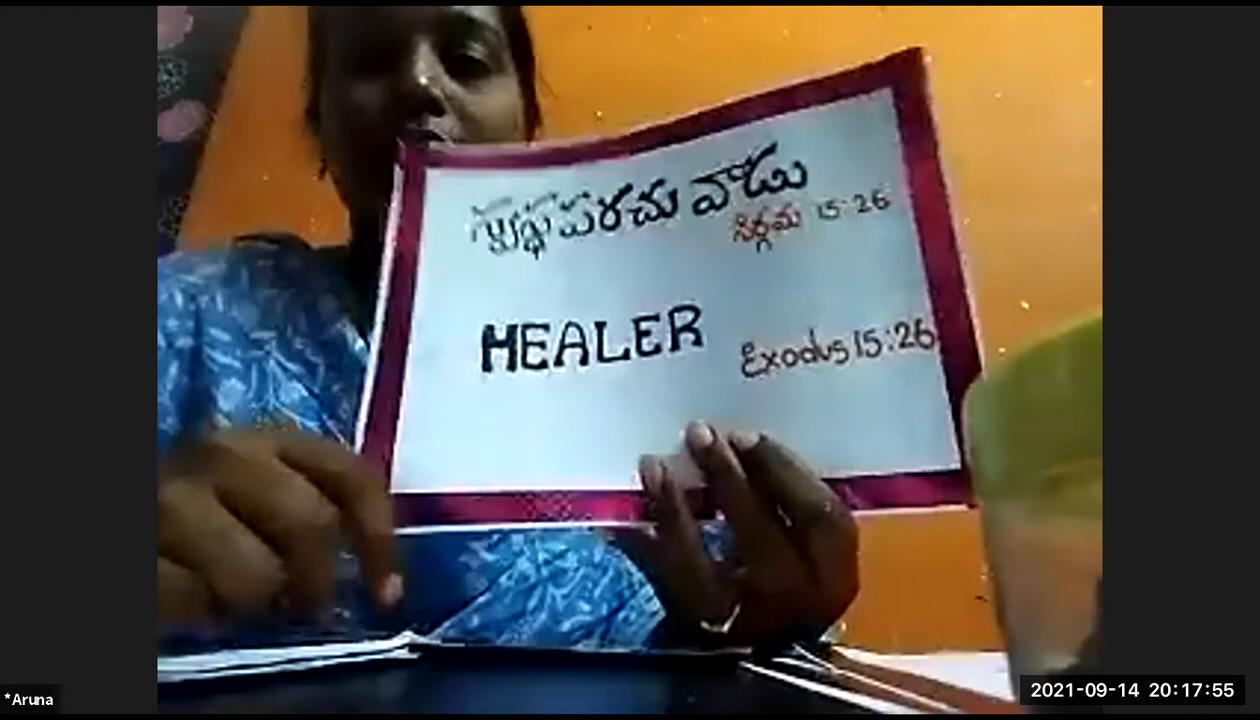 స్వస్థపరచు వాడు
నిర్గమ 15:26
HEALER
Exodus 15:26
*Aruna
2021-09-14 20:17:55